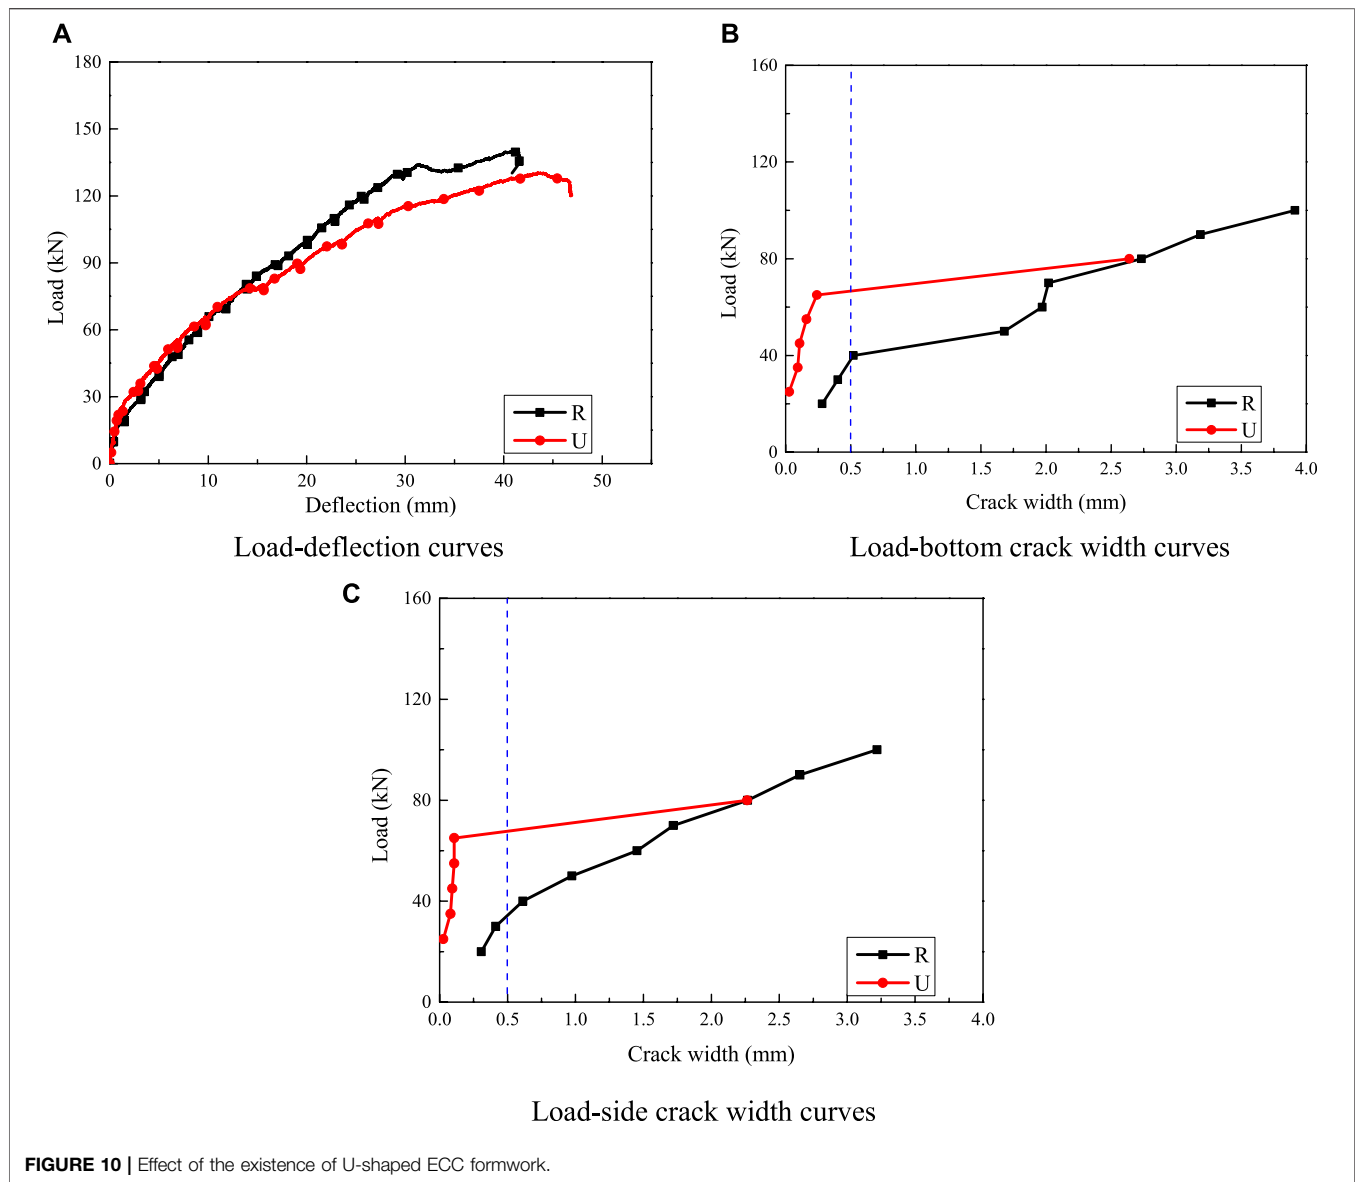 A
180
150
120
90
60
30
0
Load (kN)
R
U
0 10 20 30 40 50
Deflection (mm)
Load-deflection curves
B
160
120
80
40
0
Load (kN)
R
U
0.0 0.5 1.0 1.5 2.0 2.5 3.0 3.5 4.0
Crack width (mm)
Load-bottom crack width curves
C
160
120
80
40
0
Load (kN)
R
U
0.0 0.5 1.0 1.5 2.0 2.5 3.0 3.5 4.0
Crack width (mm)
Load-side crack width curves
FIGURE 10 | Effect of the existence of U-shaped ECC formwork.